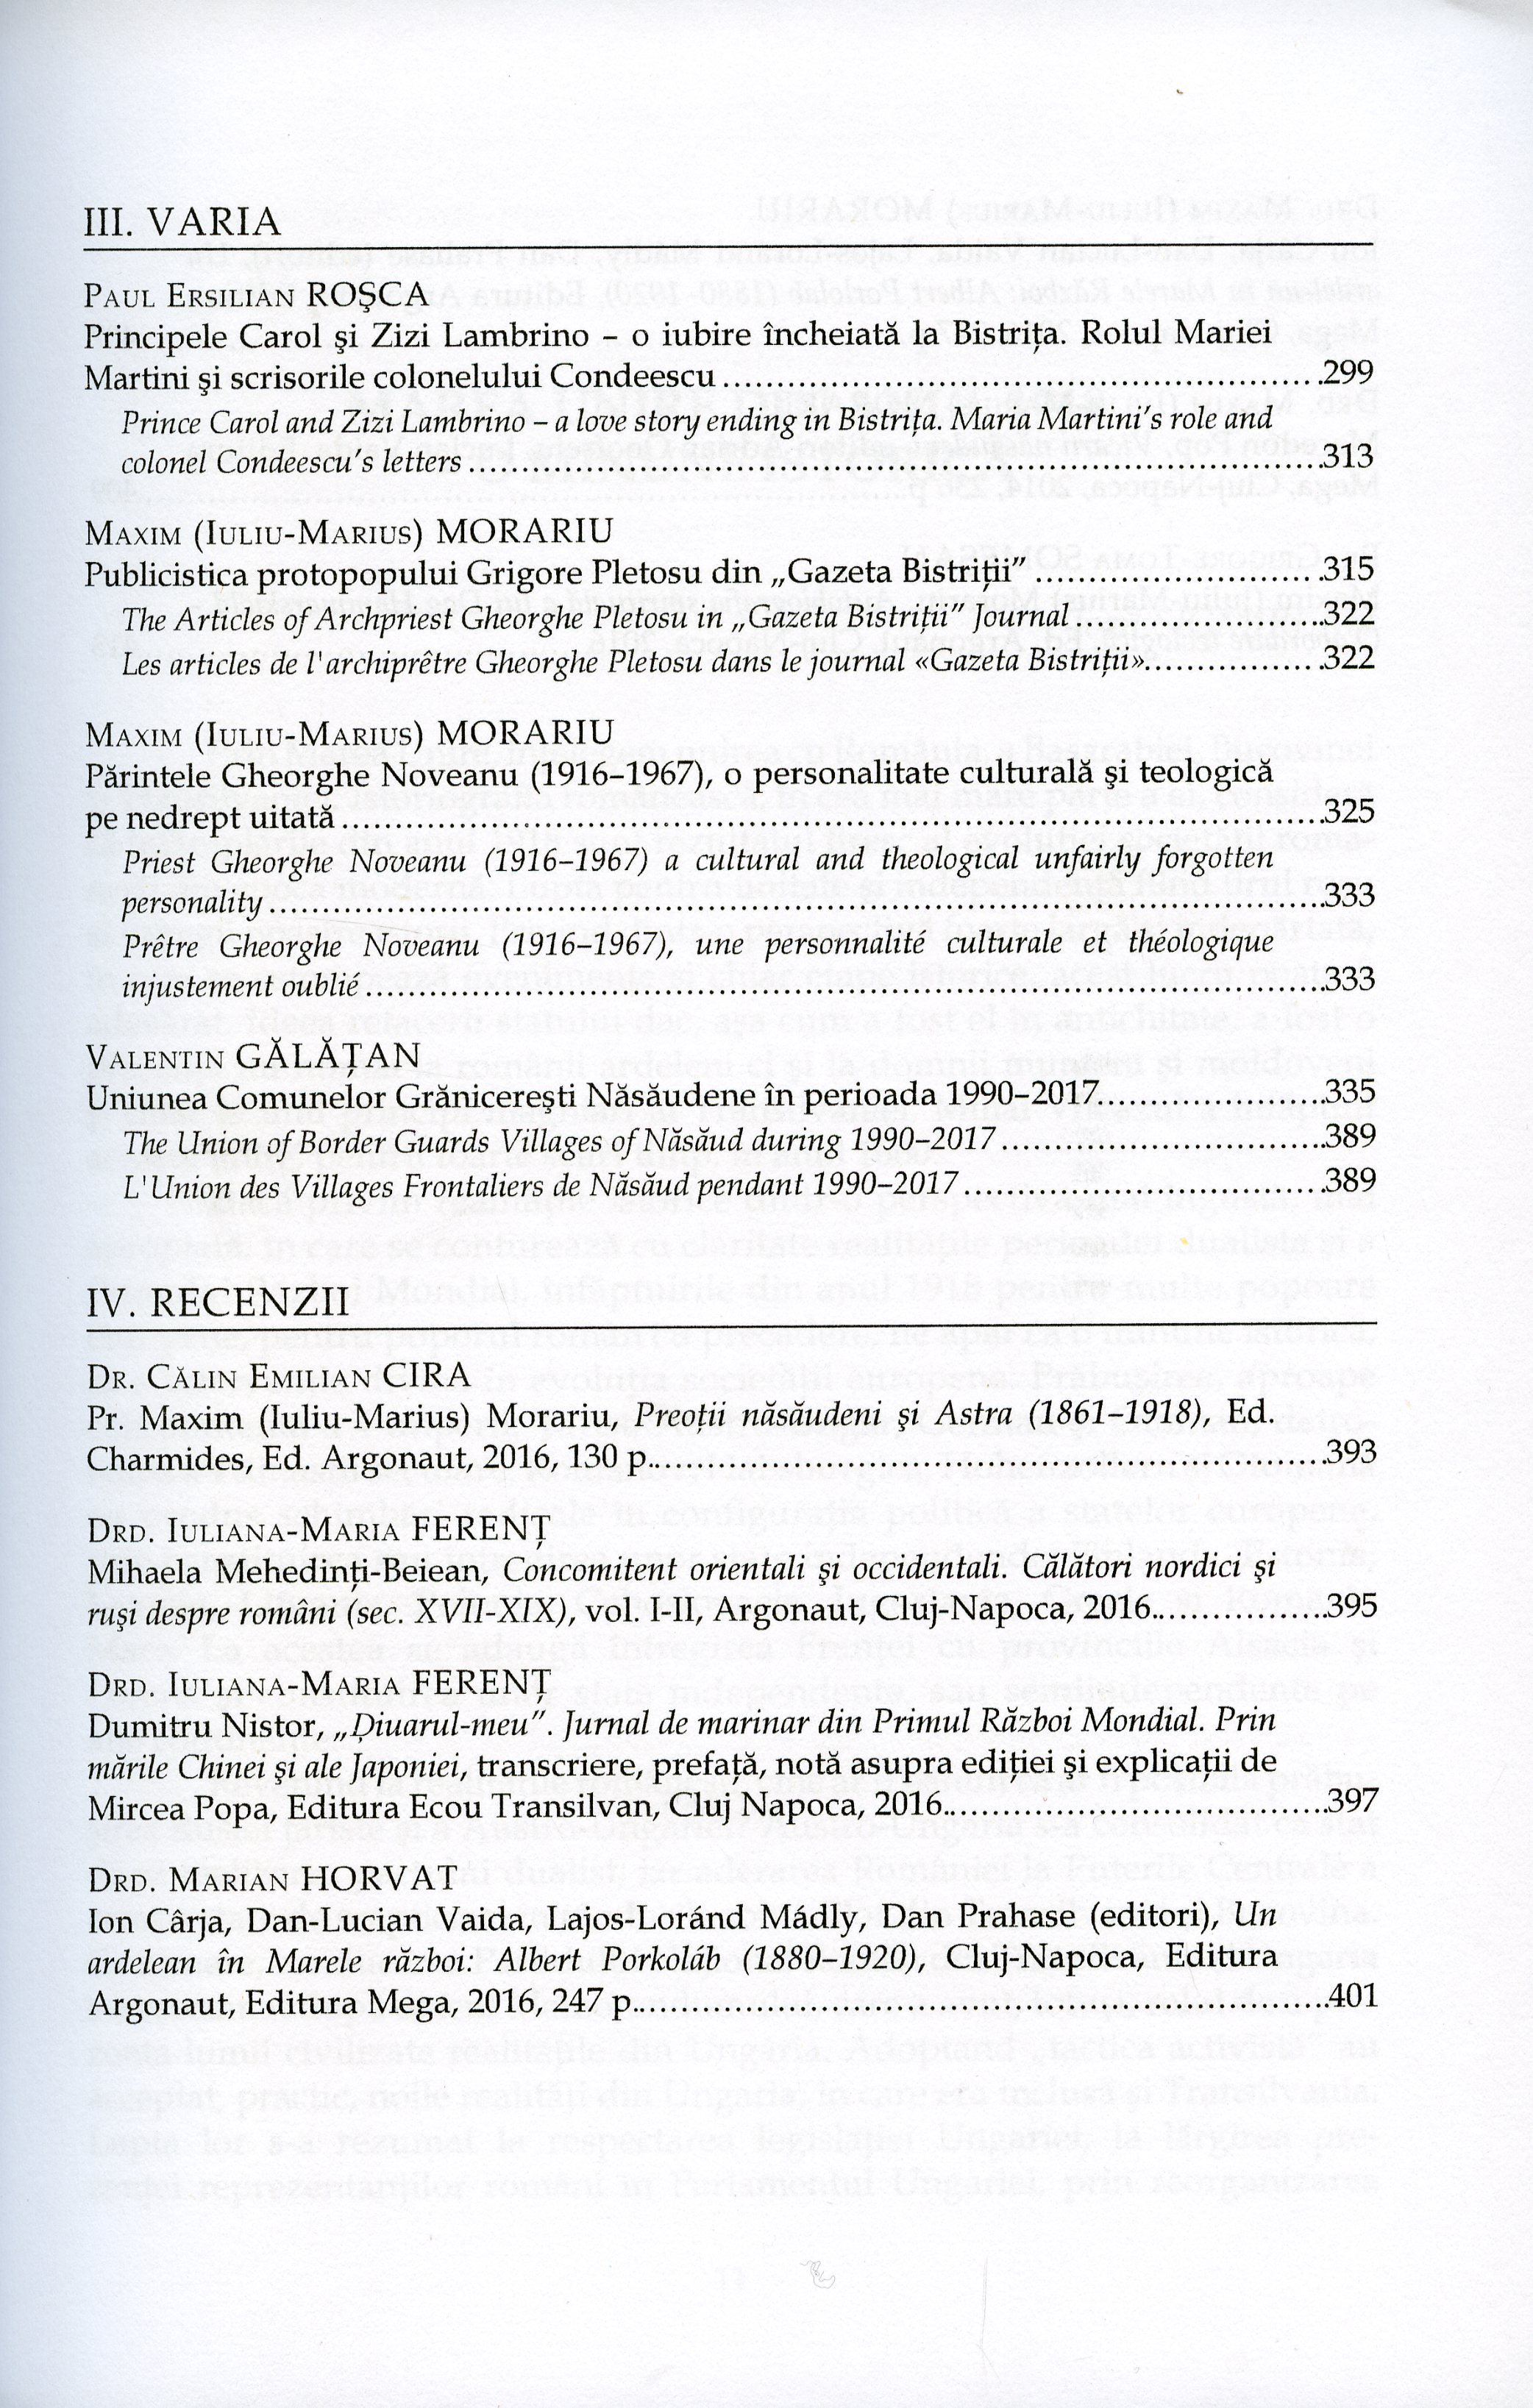 III. VARIA
PAUL ERSILIAN ROŞCA
Principele Carol şi Zizi Lambrino – o iubire încheiată la Bistriţa. Rolul Mariei
Martini şi scrisorile colonelului Condeescu ........ 299
Prince Carol and Zizi Lambrino – a love story ending in Bistriţa. Maria Martini's role and
colonel Condeescu's letters ........ 313
MAXIM (IULIU-MARIUS) MORARIU
Publicistica protopopului Grigore Pletosu din „Gazeta Bistriţii" ........ 315
The Articles of Archpriest Gheorghe Pletosu in „Gazeta Bistriţii" Journal ........ 322
Les articles de l'archiprêtre Gheorghe Pletosu dans le journal «Gazeta Bistriţii» ........ 322
MAXIM (IULIU-MARIUS) MORARIU
Părintele Gheorghe Noveanu (1916–1967), o personalitate culturală şi teologică
pe nedrept uitată ........ 325
Priest Gheorghe Noveanu (1916–1967) a cultural and theological unfairly forgotten
personality ........ 333
Prêtre Gheorghe Noveanu (1916–1967), une personnalité culturale et théologique
injustement oublié ........ 333
VALENTIN GĂLĂŢAN
Uniunea Comunelor Grănicereşti Năsăudene în perioada 1990–2017 ........ 335
The Union of Border Guards Villages of Năsăud during 1990–2017 ........ 389
L'Union des Villages Frontaliers de Năsăud pendant 1990–2017 ........ 389
IV. RECENZII
DR. CĂLIN EMILIAN CIRA
Pr. Maxim (Iuliu-Marius) Morariu, Preoţii năsăudeni şi Astra (1861–1918), Ed.
Charmides, Ed. Argonaut, 2016, 130 p. ........ 393
DRD. IULIANA-MARIA FERENŢ
Mihaela Mehedinţi-Beiean, Concomitent orientali şi occidentali. Călători nordici şi
ruşi despre români (sec. XVII-XIX), vol. I-II, Argonaut, Cluj-Napoca, 2016. ........ 395
DRD. IULIANA-MARIA FERENŢ
Dumitru Nistor, „Ḑiuarul-meu". Jurnal de marinar din Primul Război Mondial. Prin
mările Chinei şi ale Japoniei, transcriere, prefaţă, notă asupra ediţiei şi explicaţii de
Mircea Popa, Editura Ecou Transilvan, Cluj Napoca, 2016. ........ 397
DRD. MARIAN HORVAT
Ion Cârja, Dan-Lucian Vaida, Lajos-Loránd Mádly, Dan Prahase (editori), Un
ardelean în Marele război: Albert Porkoláb (1880–1920), Cluj-Napoca, Editura
Argonaut, Editura Mega, 2016, 247 p. ........ 401